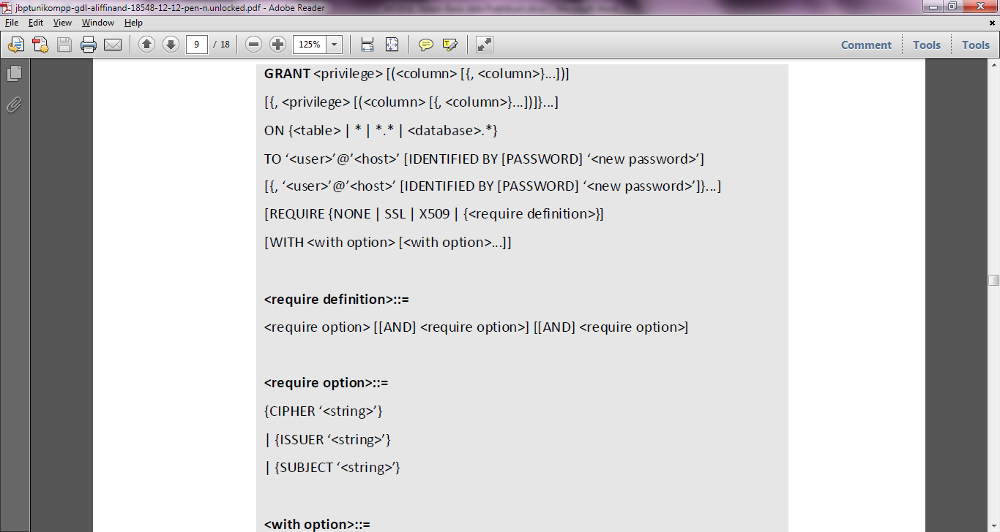 jbptunikompp-gdl-aliffinand-18548-12-12-pen-n.unlocked.pdf - Adobe Reader
File Edit View Window Help
9 / 18 125% Comment Tools Tools
GRANT <privilege> [(<column> [{, <column>}...])]
[{, <privilege> [(<column> [{, <column>}...])]}...]
ON {<table> | * | *.* | <database>.*}
TO ‘<user>’@’<host>’ [IDENTIFIED BY [PASSWORD] ‘<new password>’]
[{, ‘<user>’@’<host>’ [IDENTIFIED BY [PASSWORD] ‘<new password>’]}...]
[REQUIRE {NONE | SSL | X509 | {<require definition>}]
[WITH <with option> [<with option>...]]
<require definition>::=
<require option> [[AND] <require option>] [[AND] <require option>]
<require option>::=
{CIPHER ‘<string>’}
| {ISSUER ‘<string>’}
| {SUBJECT ‘<string>’}
<with option>::=